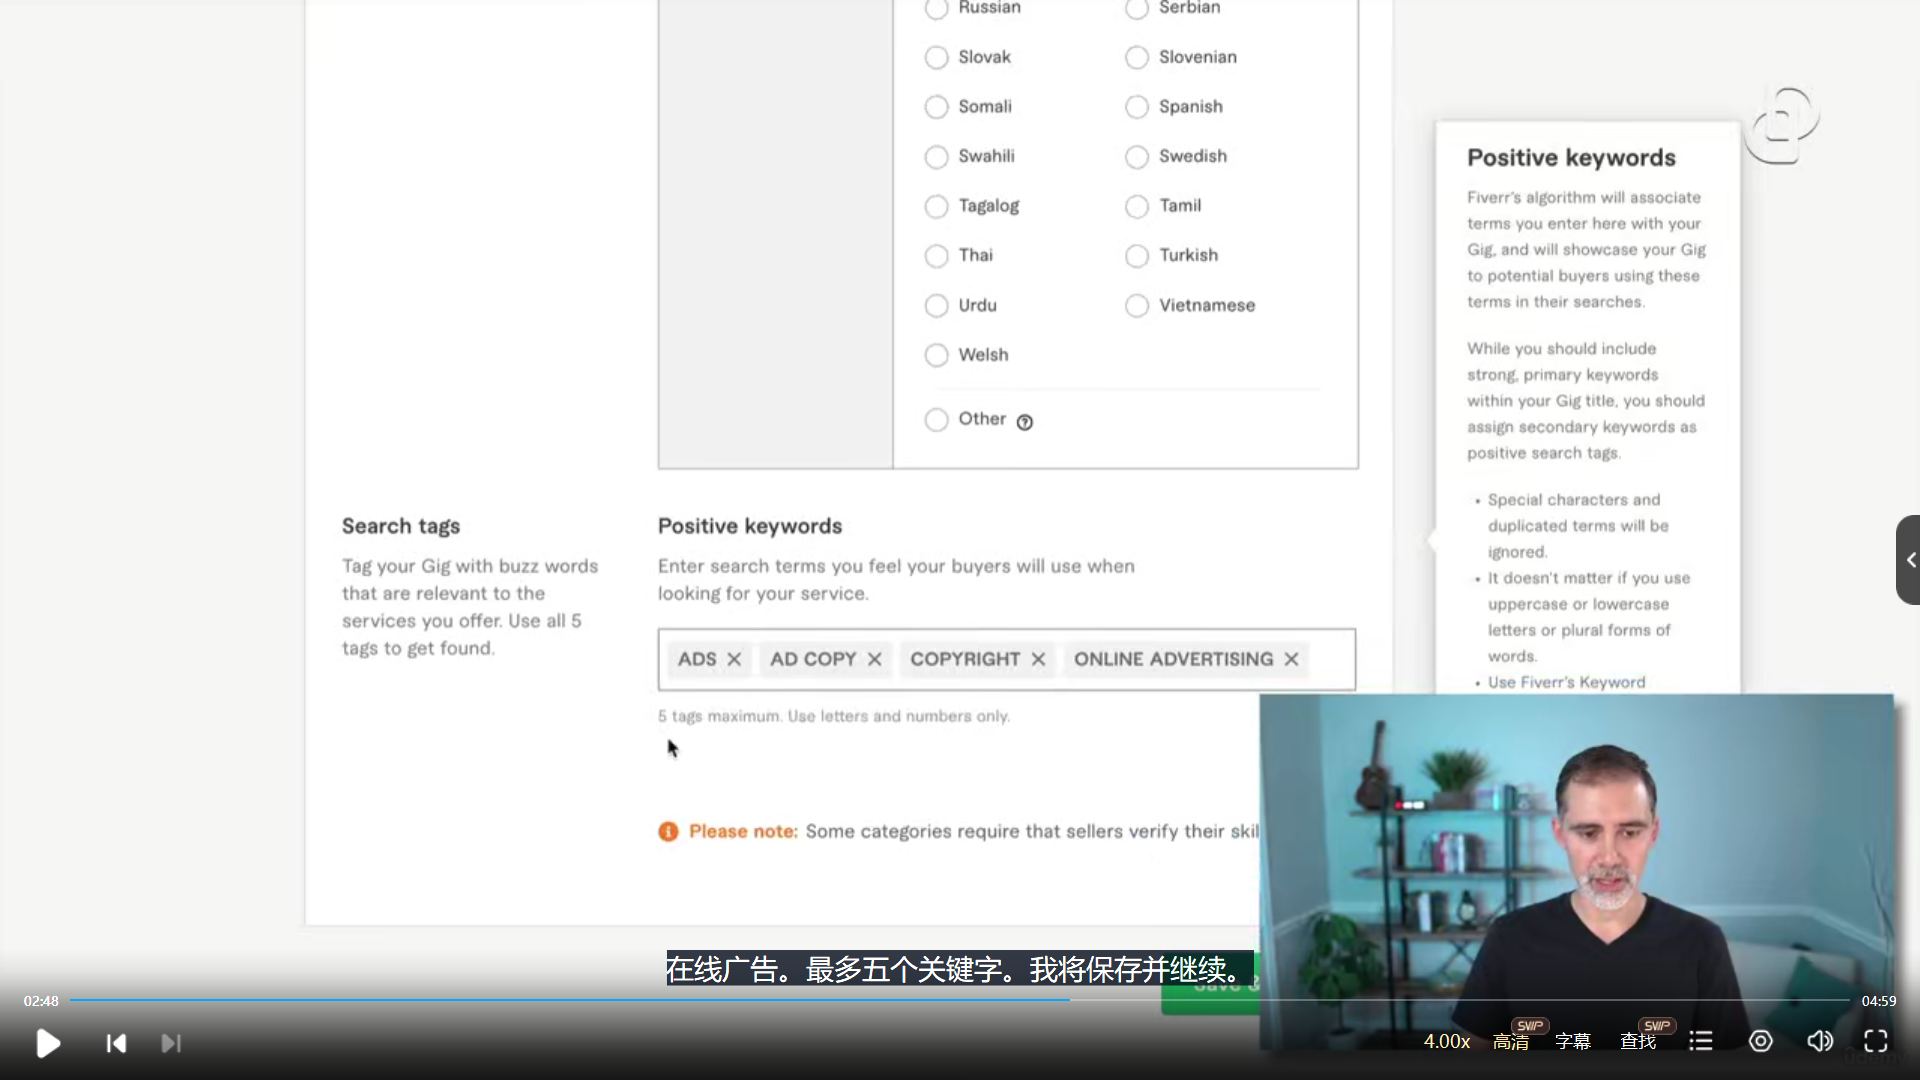 Russian
Serbian
Slovak
Slovenian
Somali
Spanish
Swahili
Swedish
Tagalog
Tamil
Thai
Turkish
Urdu
Vietnamese
Welsh
Other
Positive keywords
Fiverr's algorithm will associate
terms you enter here with your
Gig, and will showcase your Gig
to potential buyers using these
terms in their searches.
While you should include
strong, primary keywords
within your Gig title, you should
assign secondary keywords as
positive search tags.
• Special characters and
duplicated terms will be
ignored.
• It doesn't matter if you use
uppercase or lowercase
letters or plural forms of
words.
• Use Fiverr's Keyword
Search tags
Tag your Gig with buzz words
that are relevant to the
services you offer. Use all 5
tags to get found.
Positive keywords
Enter search terms you feel your buyers will use when
looking for your service.
ADS × AD COPY × COPYRIGHT × ONLINE ADVERTISING ×
5 tags maximum. Use letters and numbers only.
Please note: Some categories require that sellers verify their skil
在线广告。最多五个关键字。我将保存并继续。
Save &
02:48
04:59
4.00x
高清
SVIP
字幕
查找
SVIP